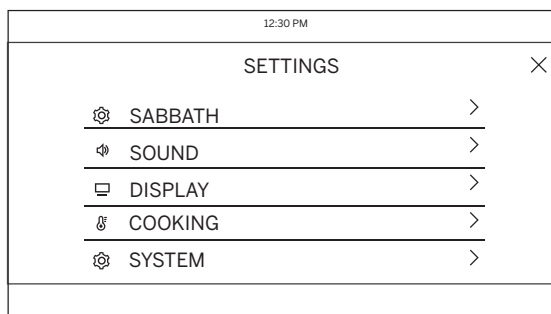 12:30 PM
SETTINGS
SABBATH
SOUND
DISPLAY
COOKING
SYSTEM